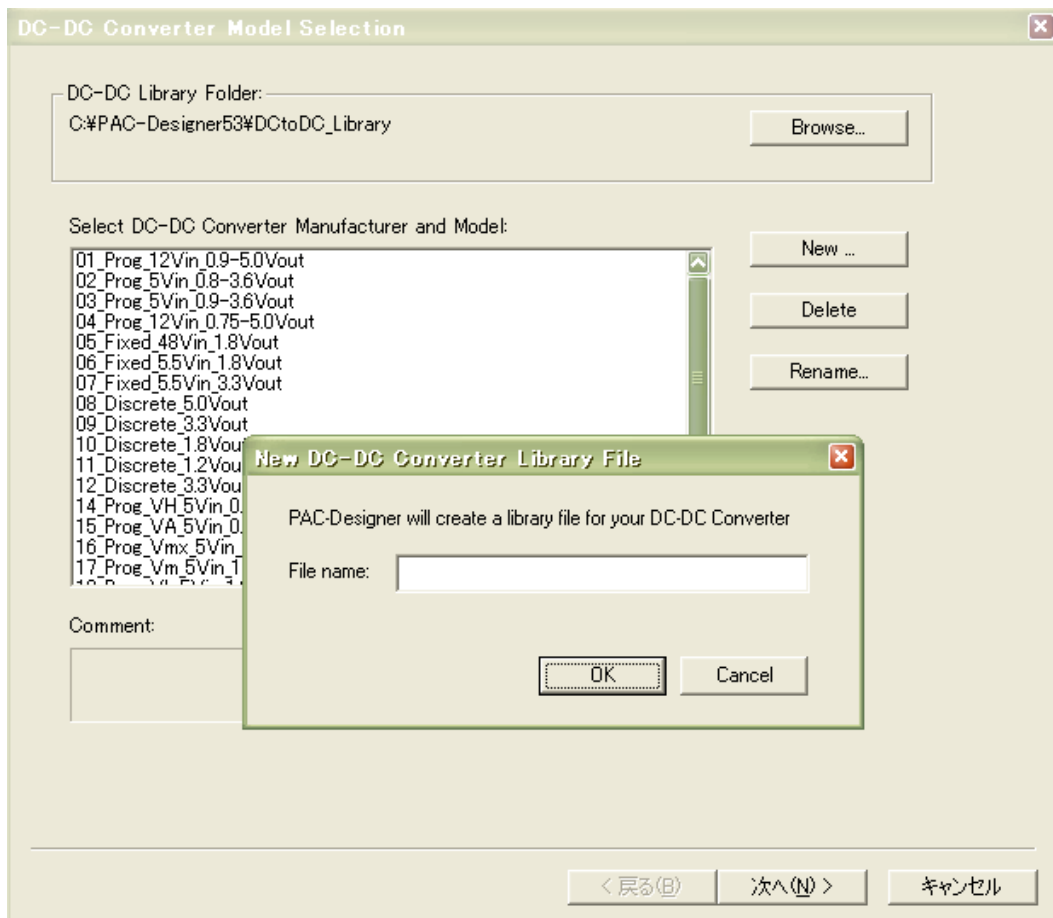 DC-DC Converter Model Selection
DC-DC Library Folder:
C:¥PAC-Designer53¥DCtoDC_Library
Browse...
Select DC-DC Converter Manufacturer and Model:
01_Prog_12Vin_0.9-5.0Vout
02_Prog_5Vin_0.8-3.6Vout
03_Prog_5Vin_0.9-3.6Vout
04_Prog_12Vin_0.75-5.0Vout
05_Fixed_48Vin_1.8Vout
06_Fixed_5.5Vin_1.8Vout
07_Fixed_5.5Vin_3.3Vout
08_Discrete_5.0Vout
09_Discrete_3.3Vout
10_Discrete_1.8Vou
11_Discrete_1.2Vou
12_Discrete_3.3Vou
14_Prog_VH_5Vin_0.
15_Prog_VA_5Vin_0.
16_Prog_Vmx_5Vin_
17_Prog_Vm_5Vin_1
New ...
Delete
Rename...
New DC-DC Converter Library File
PAC-Designer will create a library file for your DC-DC Converter
File name:
OK
Cancel
Comment:
< 戻る(B)
次へ(N) >
キャンセル